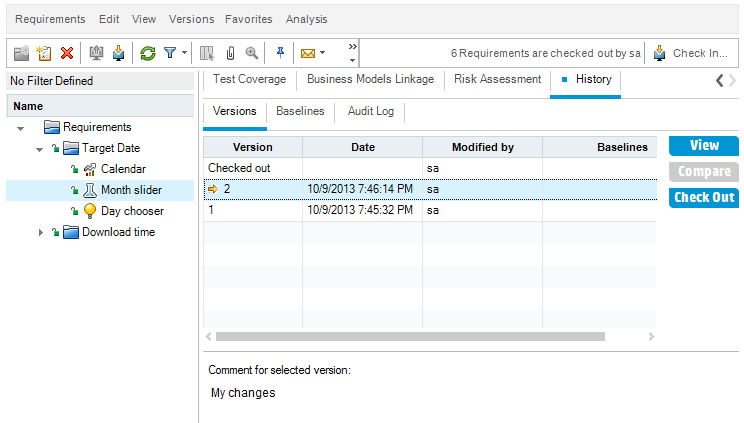 Requirements Edit View Versions Favorites Analysis
6 Requirements are checked out by sa Check In...
No Filter Defined
Test Coverage Business Models Linkage Risk Assessment History
Name
Versions Baselines Audit Log
Requirements
Target Date
Calendar
Month slider
Day chooser
Download time
Version Date Modified by Baselines
Checked out sa
2 10/9/2013 7:46:14 PM sa
1 10/9/2013 7:45:32 PM sa
View
Compare
Check Out
Comment for selected version:
My changes